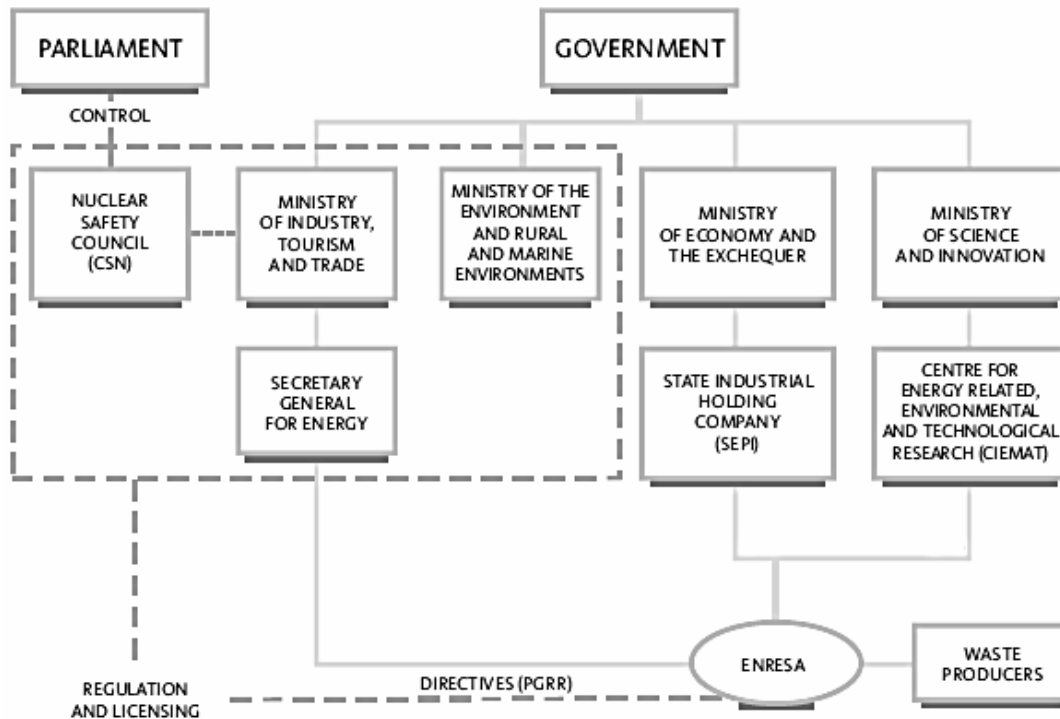 PARLIAMENT
GOVERNMENT
CONTROL
NUCLEAR
SAFETY
COUNCIL
(CSN)
MINISTRY
OF INDUSTRY,
TOURISM
AND TRADE
MINISTRY OF THE
ENVIRONMENT
AND RURAL
AND MARINE
ENVIRONMENTS
MINISTRY
OF ECONOMY AND
THE EXCHEQUER
MINISTRY
OF SCIENCE
AND INNOVATION
SECRETARY
GENERAL
FOR ENERGY
STATE INDUSTRIAL
HOLDING
COMPANY
(SEPI)
CENTRE FOR
ENERGY RELATED,
ENVIRONMENTAL
AND TECHNOLOGICAL
RESEARCH (CIEMAT)
ENRESA
WASTE
PRODUCERS
DIRECTIVES (PGRR)
REGULATION
AND LICENSING